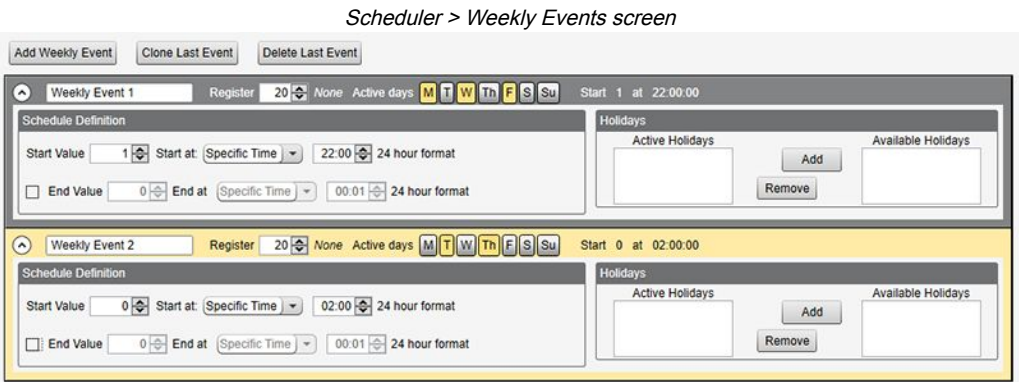 Scheduler > Weekly Events screen
Add Weekly Event Clone Last Event Delete Last Event
Weekly Event 1 Register 20 None Active days M T W Th F S Su Start 1 at 22:00:00
Schedule Definition Holidays
Active Holidays Available Holidays
Start Value 1 Start at: Specific Time 22:00 24 hour format
Add
End Value 0 End at Specific Time 00:01 24 hour format
Remove
Weekly Event 2 Register 20 None Active days M T W Th F S Su Start 0 at 02:00:00
Schedule Definition Holidays
Active Holidays Available Holidays
Start Value 0 Start at: Specific Time 02:00 24 hour format
Add
End Value 0 End at Specific Time 00:01 24 hour format
Remove